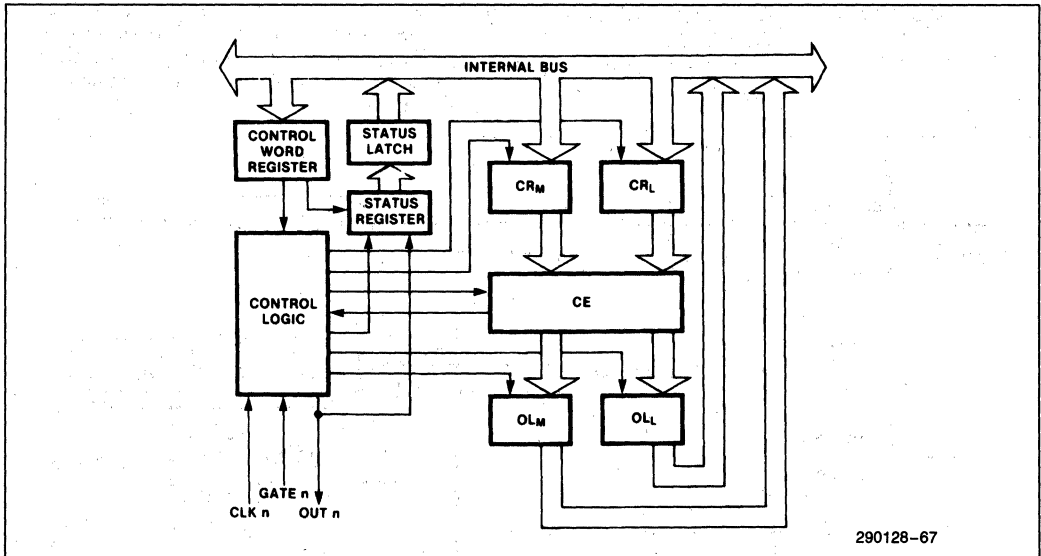 INTERNAL BUS
CONTROL
WORD
REGISTER
STATUS
LATCH
STATUS
REGISTER
CRM
CRL
CONTROL
LOGIC
CE
OLM
OLL
GATE n
CLK n
OUT n
290128-67